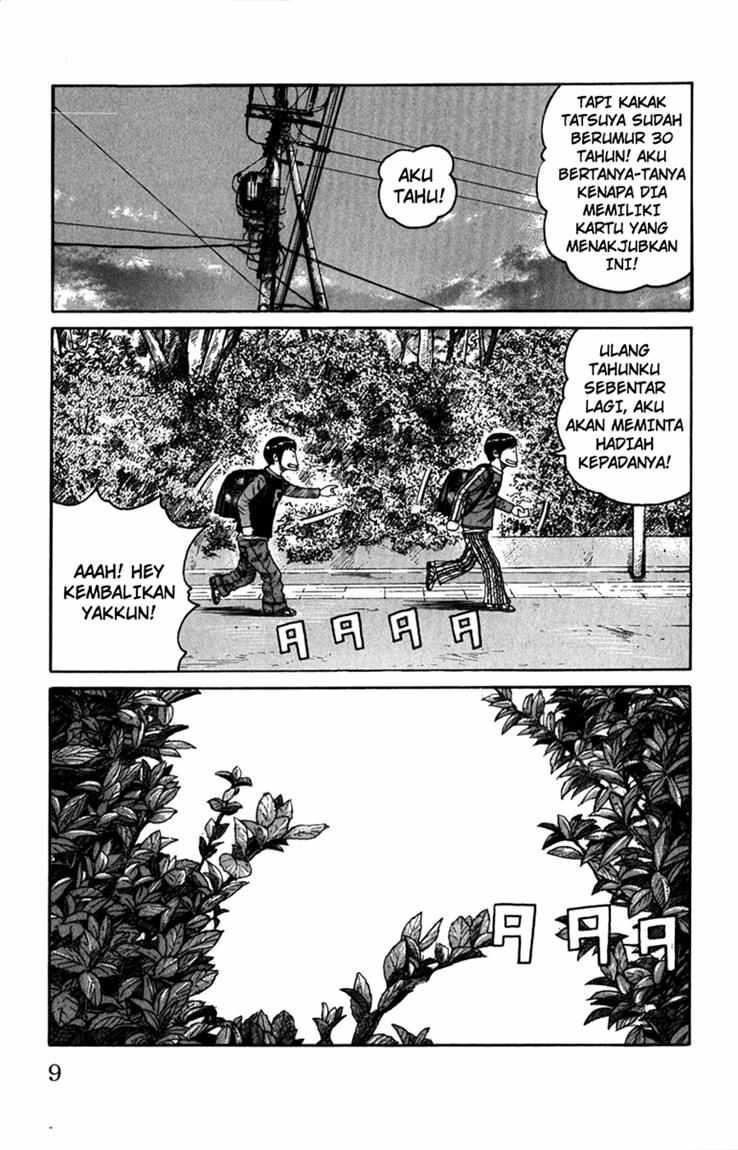 TAPI KAKAK
TATSUYA SUDAH
BERUMUR 30
TAHUN! AKU
BERTANYA-TANYA
KENAPA DIA
MEMILIKI
KARTU YANG
MENAKJUBKAN
INI!
AKU
TAHU!
ULANG
TAHUNKU
SEBENTAR
LAGI, AKU
AKAN MEMINTA
HADIAH
KEPADANYA!
AAAH! HEY
KEMBALIKAN
YAKKUN!
A A A A
A A A
9